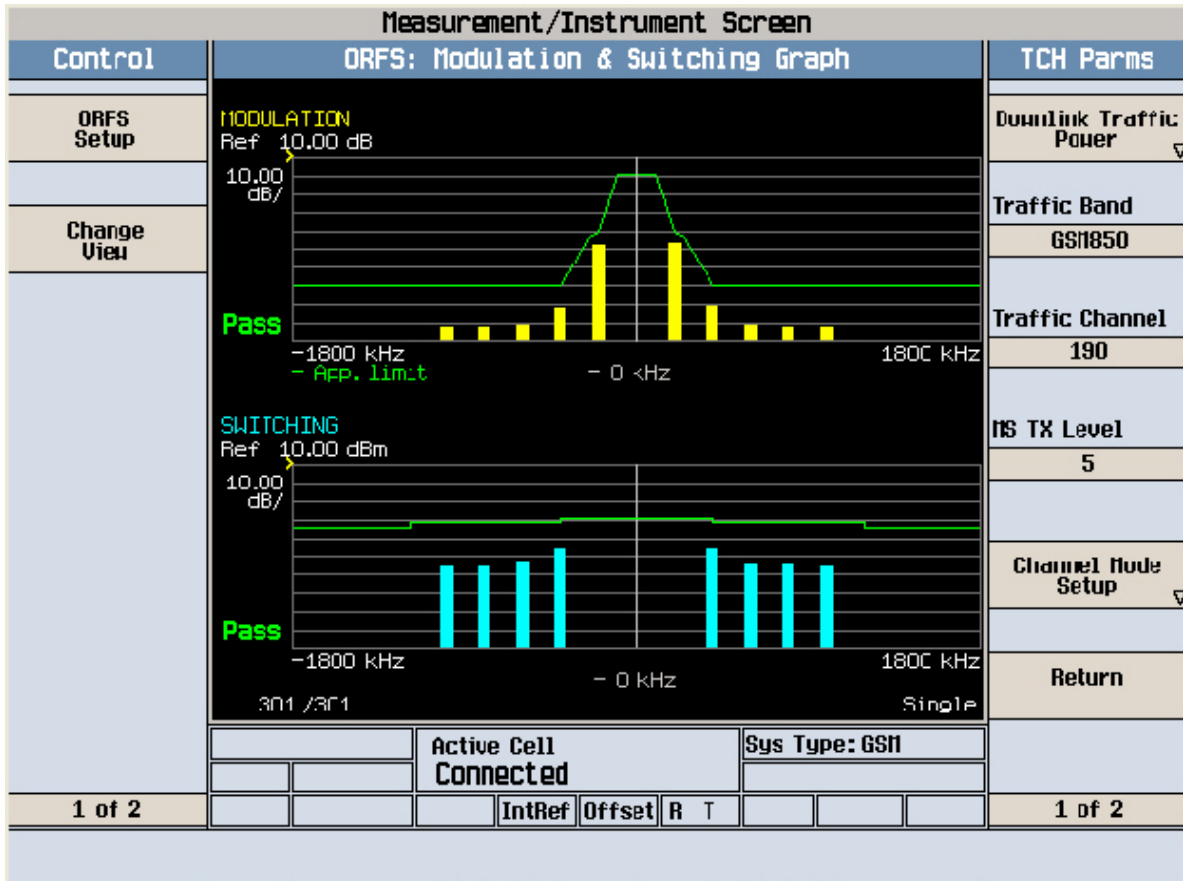 Measurement/Instrument Screen
Control
ORFS: Modulation & Switching Graph
TCH Parms
ORFS
Setup
Change
View
1 of 2
MODULATION
Ref 10.00 dB
10.00
dB/
Pass
-1800 kHz
1800 kHz
- App. limit
- 0 kHz
SWITCHING
Ref 10.00 dBm
10.00
dB/
Pass
-1800 kHz
1800 kHz
- 0 kHz
301/301
Single
Active Cell
Connected
Sys Type: GSM
IntRef
Offset
R T
Downlink Traffic
Power
Traffic Band
GSM850
Traffic Channel
190
MS TX Level
5
Channel Mode
Setup
Return
1 of 2